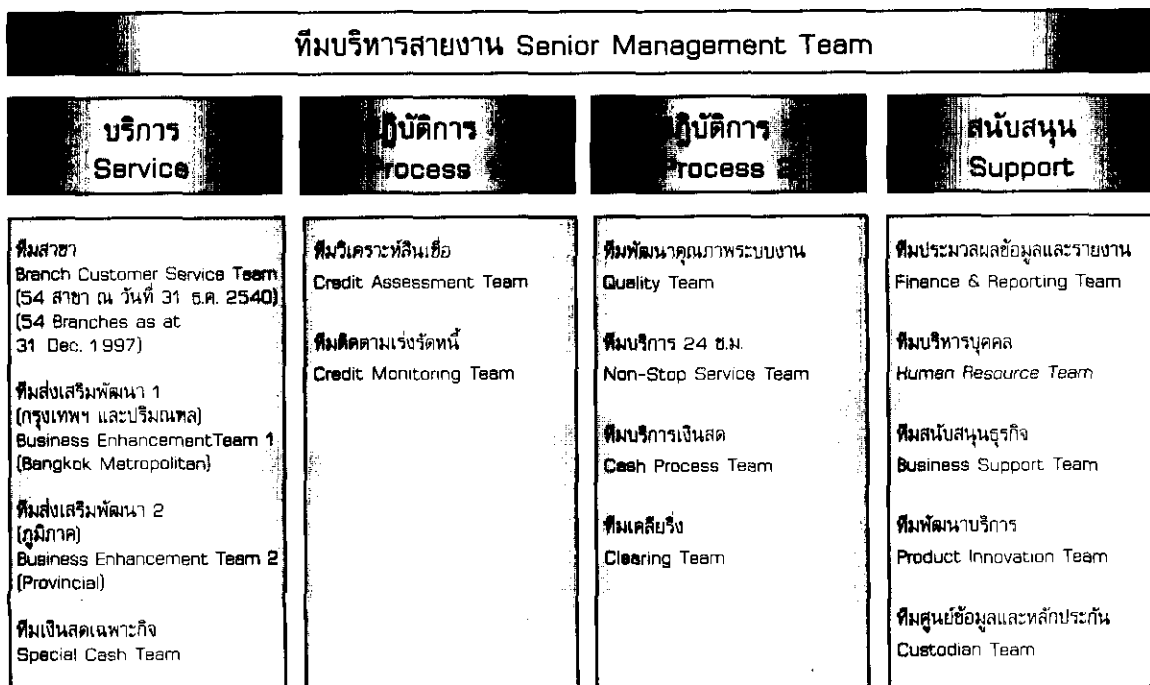 ทีมบริหารสายงาน Senior Management Team
บริการ
Service
ปฏิบัติการ
Process
ปฏิบัติการ
Process 2
สนับสนุน
Support
ทีมสาขา
Branch Customer Service Team
(54 สาขา ณ วันที่ 31 ธ.ค. 2540)
(54 Branches as at
31 Dec. 1997)
ทีมส่งเสริมพัฒนา 1
(กรุงเทพฯ และปริมณฑล)
Business EnhancementTeam 1
(Bangkok Metropolitan)
ทีมส่งเสริมพัฒนา 2
(ภูมิภาค)
Business Enhancement Team 2
(Provincial)
ทีมเงินสดเฉพาะกิจ
Special Cash Team
ทีมวิเคราะห์สินเชื่อ
Credit Assessment Team
ทีมติดตามเร่งรัดหนี้
Credit Monitoring Team
ทีมพัฒนาคุณภาพระบบงาน
Quality Team
ทีมบริการ 24 ช.ม.
Non-Stop Service Team
ทีมบริการเงินสด
Cash Process Team
ทีมเคลียริ่ง
Clearing Team
ทีมประมวลผลข้อมูลและรายงาน
Finance & Reporting Team
ทีมบริหารบุคคล
Human Resource Team
ทีมสนับสนุนธุรกิจ
Business Support Team
ทีมพัฒนาบริการ
Product Innovation Team
ทีมศูนย์ข้อมูลและหลักประกัน
Custodian Team